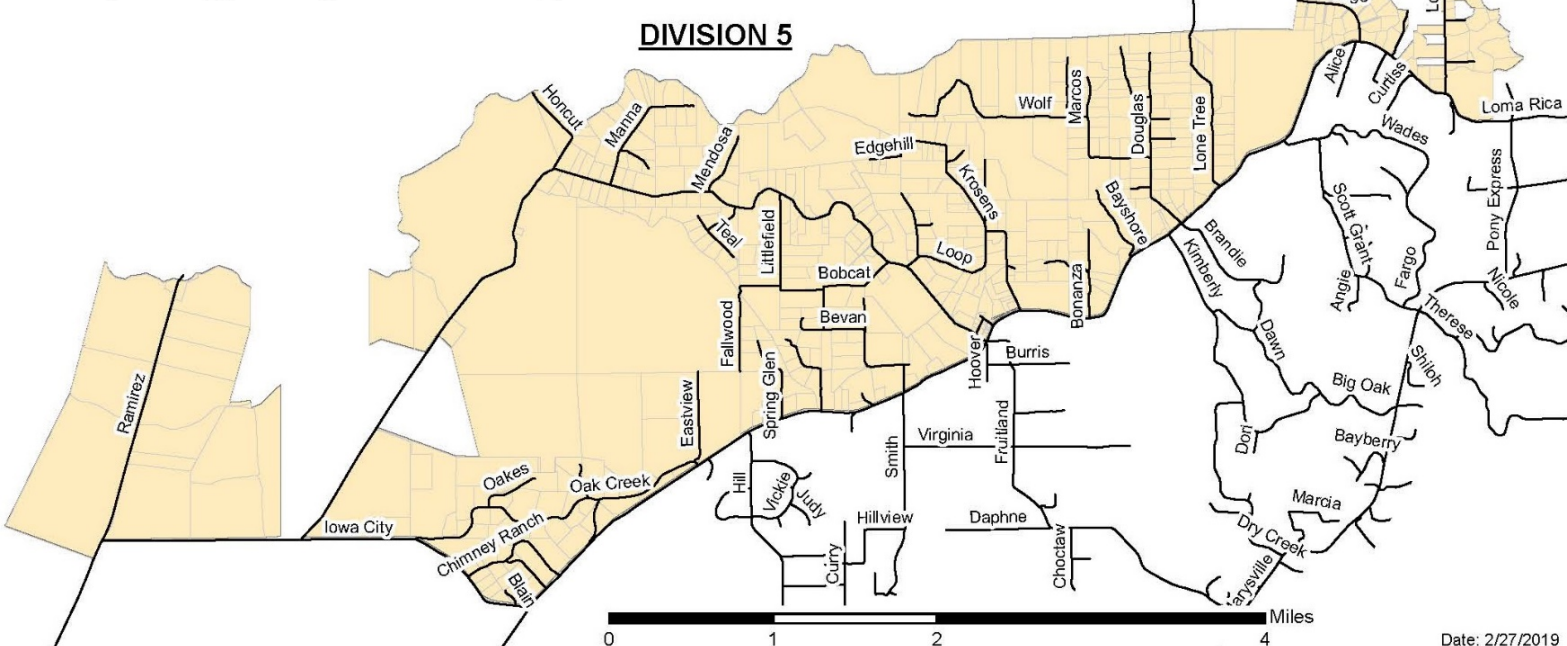 DIVISION 5
Honcut
Manna
Mendosa
Wolf
Marcos
Douglas
Lone Tree
Alice
Curtiss
Loma Rica
Wades
Edgehill
Krosens
Bayshore
Teal
Littlefield
Loop
Bobcat
Bevan
Fallwood
Bonanza
Brandie
Kimberly
Scott Grant
Pony Express
Angie
Fargo
Nicole
Therese
Dawn
Shiloh
Hoover
Burris
Ramirez
Eastview
Spring Glen
Big Oak
Smith
Virginia
Fruitland
Dori
Bayberry
Oakes
Oak Creek
Hill
Vickie
Judy
Iowa City
Chimney Ranch
Blain
Hillview
Curry
Daphne
Choctaw
Marcia
Dry Creek
arysville
Miles
0 1 2 4
Date: 2/27/2019